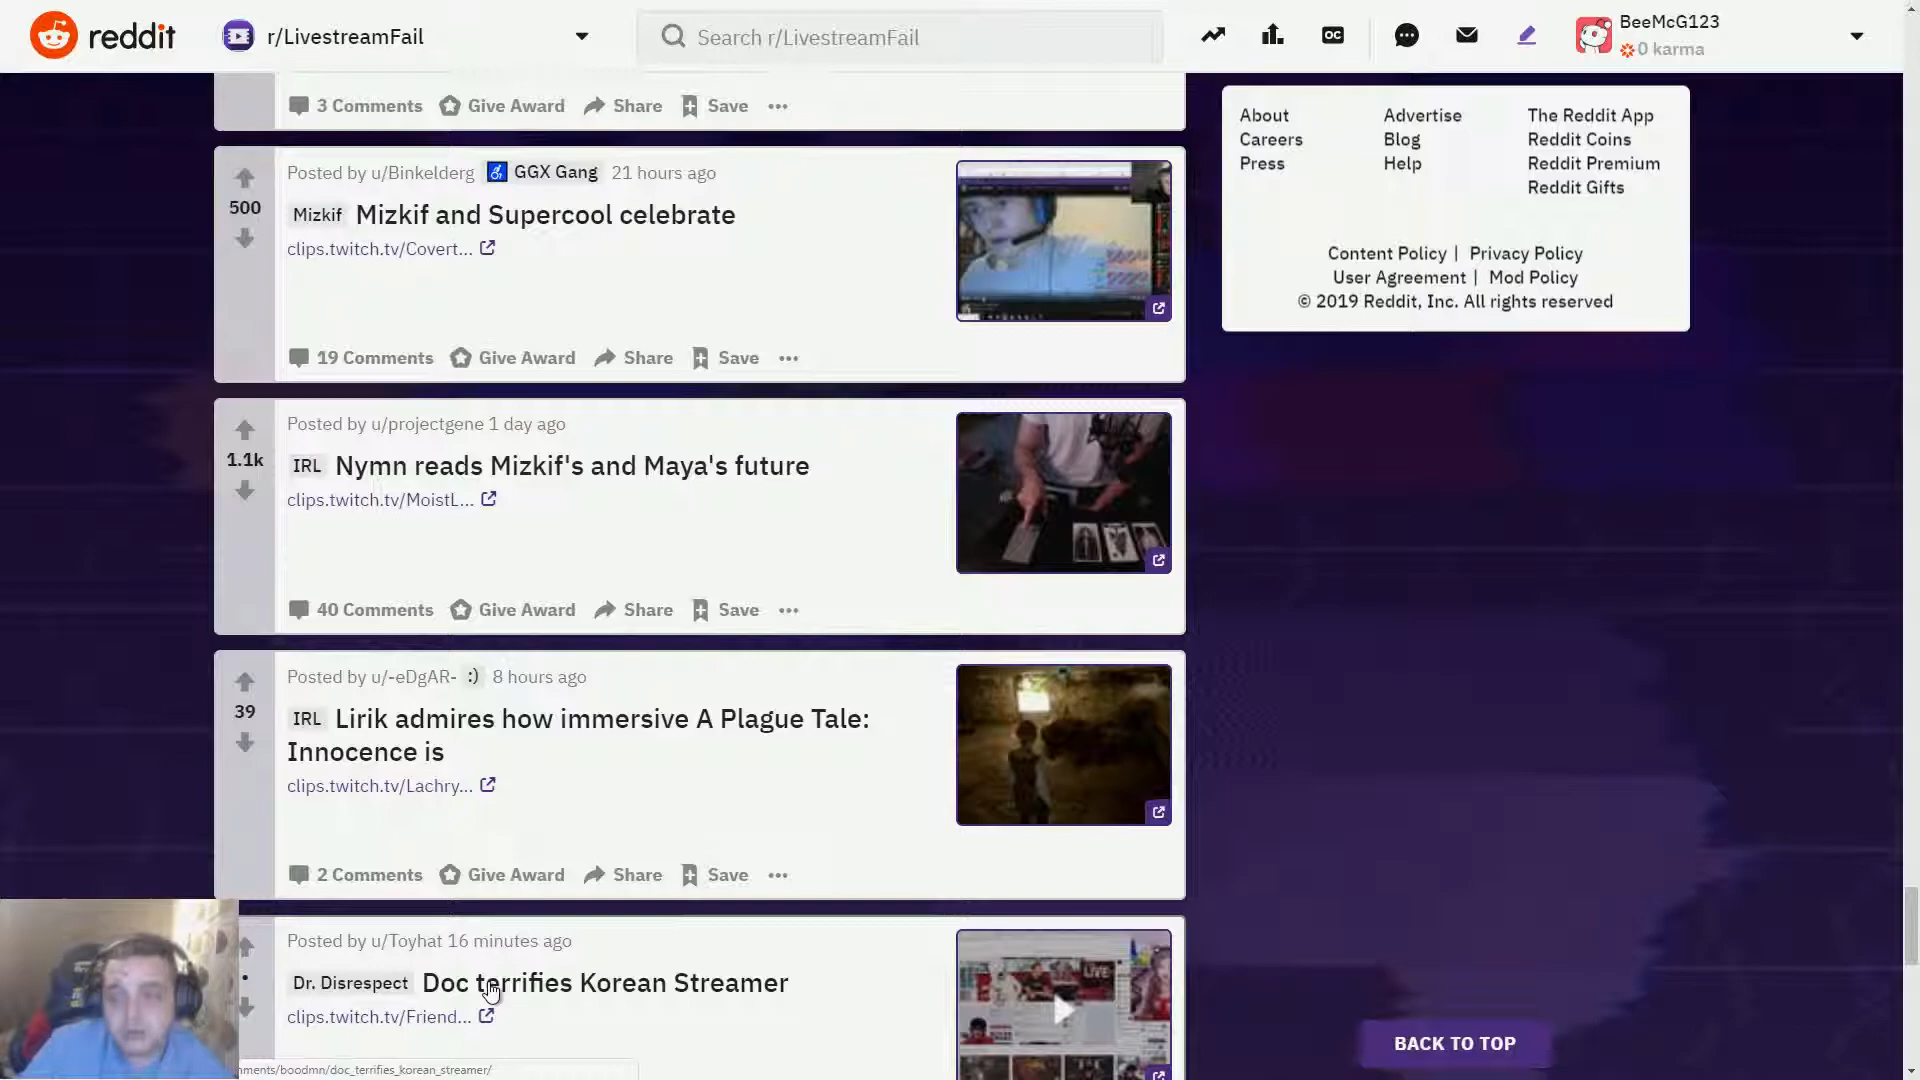 reddit r/LivestreamFail Search r/LivestreamFail OC BeeMcG123
0 karma
3 Comments Give Award Share Save
Posted by u/Binkelderg GGX Gang 21 hours ago
500
Mizkif Mizkif and Supercool celebrate
clips.twitch.tv/Covert...
19 Comments Give Award Share Save
Posted by u/projectgene 1 day ago
1.1k
IRL Nymn reads Mizkif's and Maya's future
clips.twitch.tv/MoistL...
40 Comments Give Award Share Save
Posted by u/-eDgAR- :) 8 hours ago
39
IRL Lirik admires how immersive A Plague Tale:
Innocence is
clips.twitch.tv/Lachry...
2 Comments Give Award Share Save
Posted by u/Toyhat 16 minutes ago
•
Dr. Disrespect Doc terrifies Korean Streamer
clips.twitch.tv/Friend...
LIVE
nments/boodmn/doc_terrifies_korean_streamer/
About Advertise The Reddit App
Careers Blog Reddit Coins
Press Help Reddit Premium
Reddit Gifts
Content Policy | Privacy Policy
User Agreement | Mod Policy
© 2019 Reddit, Inc. All rights reserved
BACK TO TOP